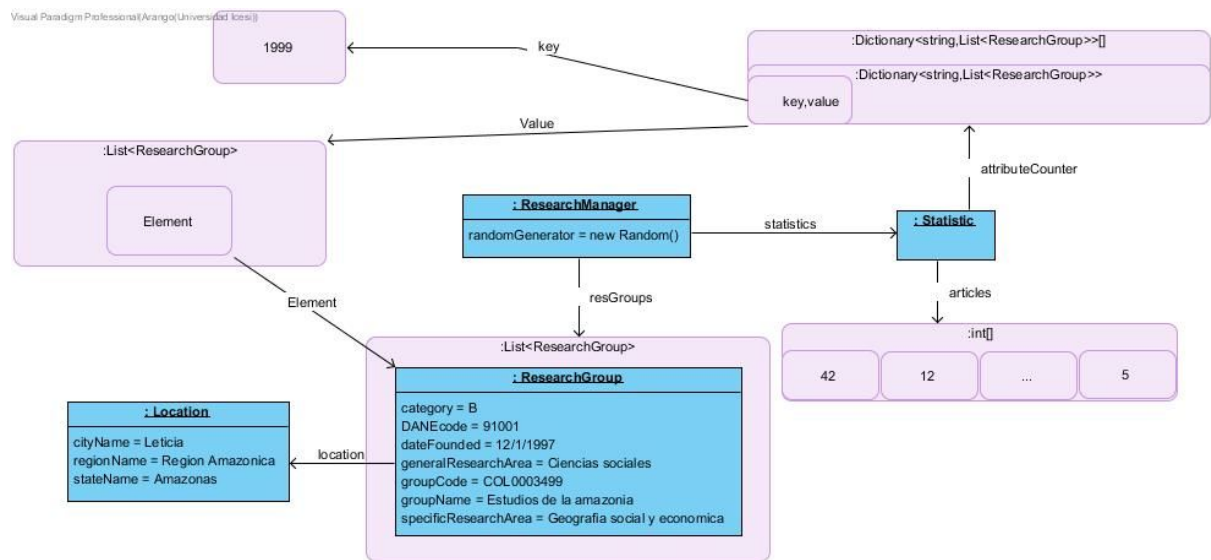 Visual Paradigm Professional(Arango(Universidad Icesi))
1999
key
:Dictionary<string,List<ResearchGroup>>[]
:Dictionary<string,List<ResearchGroup>>
key,value
Value
:List<ResearchGroup>
Element
attributeCounter
: ResearchManager
randomGenerator = new Random()
statistics
: Statistic
Element
resGroups
articles
:int[]
42
12
...
5
:List<ResearchGroup>
: ResearchGroup
category = B
DANEcode = 91001
dateFounded = 12/1/1997
generalResearchArea = Ciencias sociales
groupCode = COL0003499
groupName = Estudios de la amazonia
specificResearchArea = Geografia social y economica
location
: Location
cityName = Leticia
regionName = Region Amazonica
stateName = Amazonas